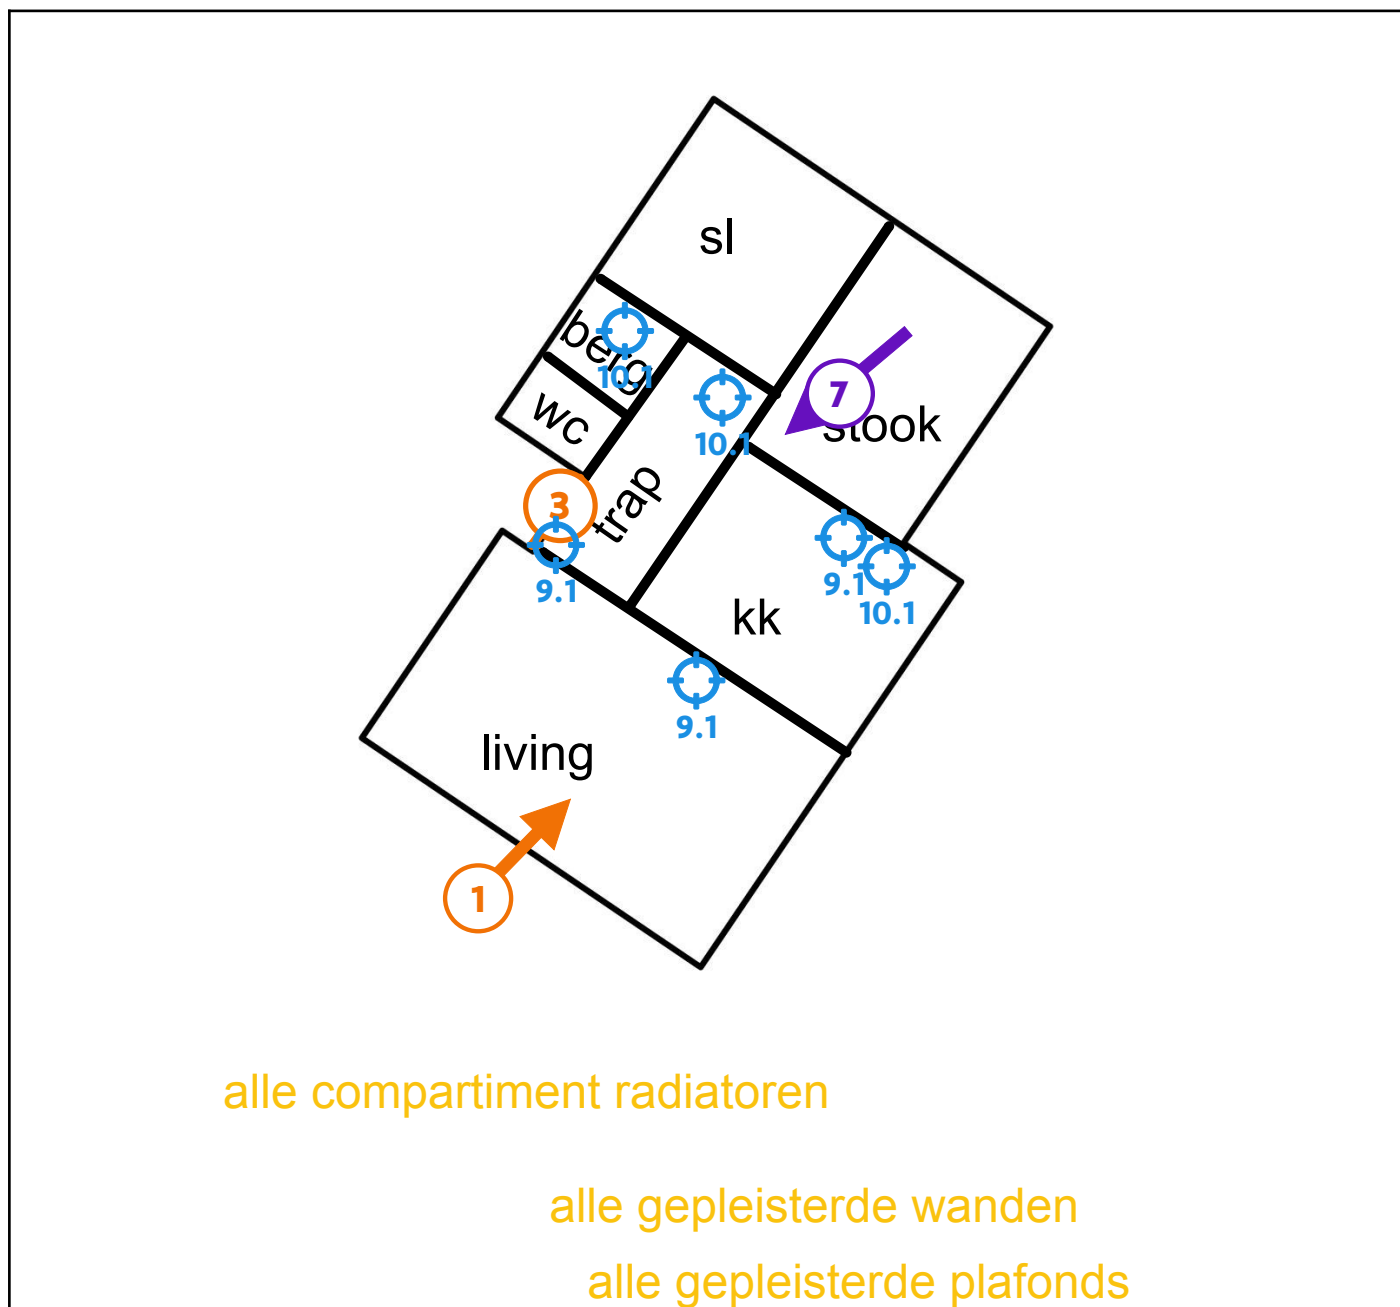 sl
berg
10.1
wc
10.1
7
stook
3
trap
9.1
9.1
10.1
kk
9.1
living
1
alle compartiment radiatoren
alle gepleisterde wanden
alle gepleisterde plafonds